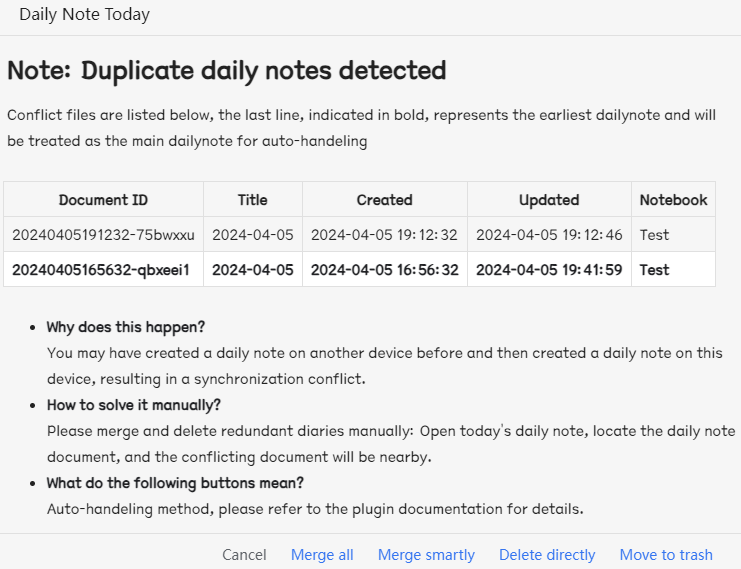 Daily Note Today
Note: Duplicate daily notes detected
Conflict files are listed below, the last line, indicated in bold, represents the earliest dailynote and will
be treated as the main dailynote for auto-handeling
Document ID Title Created Updated Notebook
20240405191232-75bwxxu 2024-04-05 2024-04-05 19:12:32 2024-04-05 19:12:46 Test
20240405165632-qbxeei1 2024-04-05 2024-04-05 16:56:32 2024-04-05 19:41:59 Test
• Why does this happen?
You may have created a daily note on another device before and then created a daily note on this
device, resulting in a synchronization conflict.
• How to solve it manually?
Please merge and delete redundant diaries manually: Open today's daily note, locate the daily note
document, and the conflicting document will be nearby.
• What do the following buttons mean?
Auto-handeling method, please refer to the plugin documentation for details.
Cancel Merge all Merge smartly Delete directly Move to trash